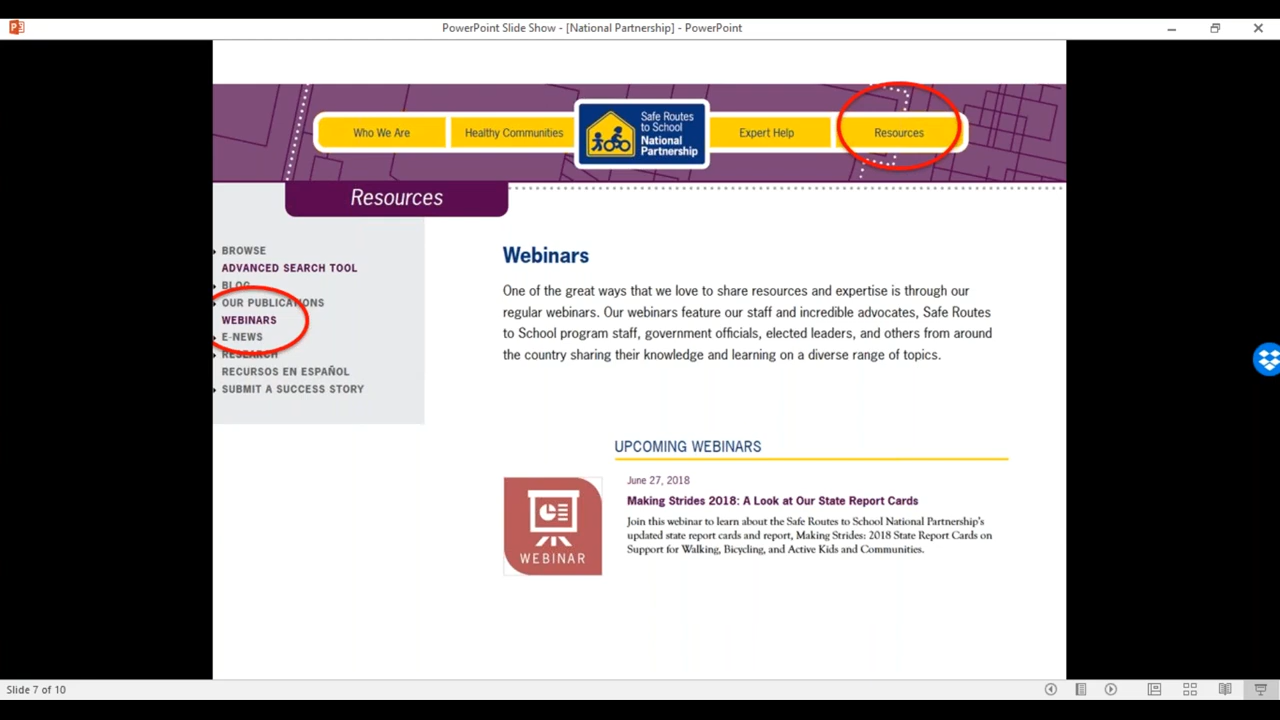 PowerPoint Slide Show - [National Partnership] - PowerPoint
Who We Are
Healthy Communities
Safe Routes
to School
National
Partnership
Expert Help
Resources
Resources
BROWSE
ADVANCED SEARCH TOOL
BLOG
OUR PUBLICATIONS
WEBINARS
E-NEWS
RESEARCH
RECURSOS EN ESPAÑOL
SUBMIT A SUCCESS STORY
Webinars
One of the great ways that we love to share resources and expertise is through our
regular webinars. Our webinars feature our staff and incredible advocates, Safe Routes
to School program staff, government officials, elected leaders, and others from around
the country sharing their knowledge and learning on a diverse range of topics.
UPCOMING WEBINARS
WEBINAR
June 27, 2018
Making Strides 2018: A Look at Our State Report Cards
Join this webinar to learn about the Safe Routes to School National Partnership's
updated state report cards and report, Making Strides: 2018 State Report Cards on
Support for Walking, Bicycling, and Active Kids and Communities.
Slide 7 of 10